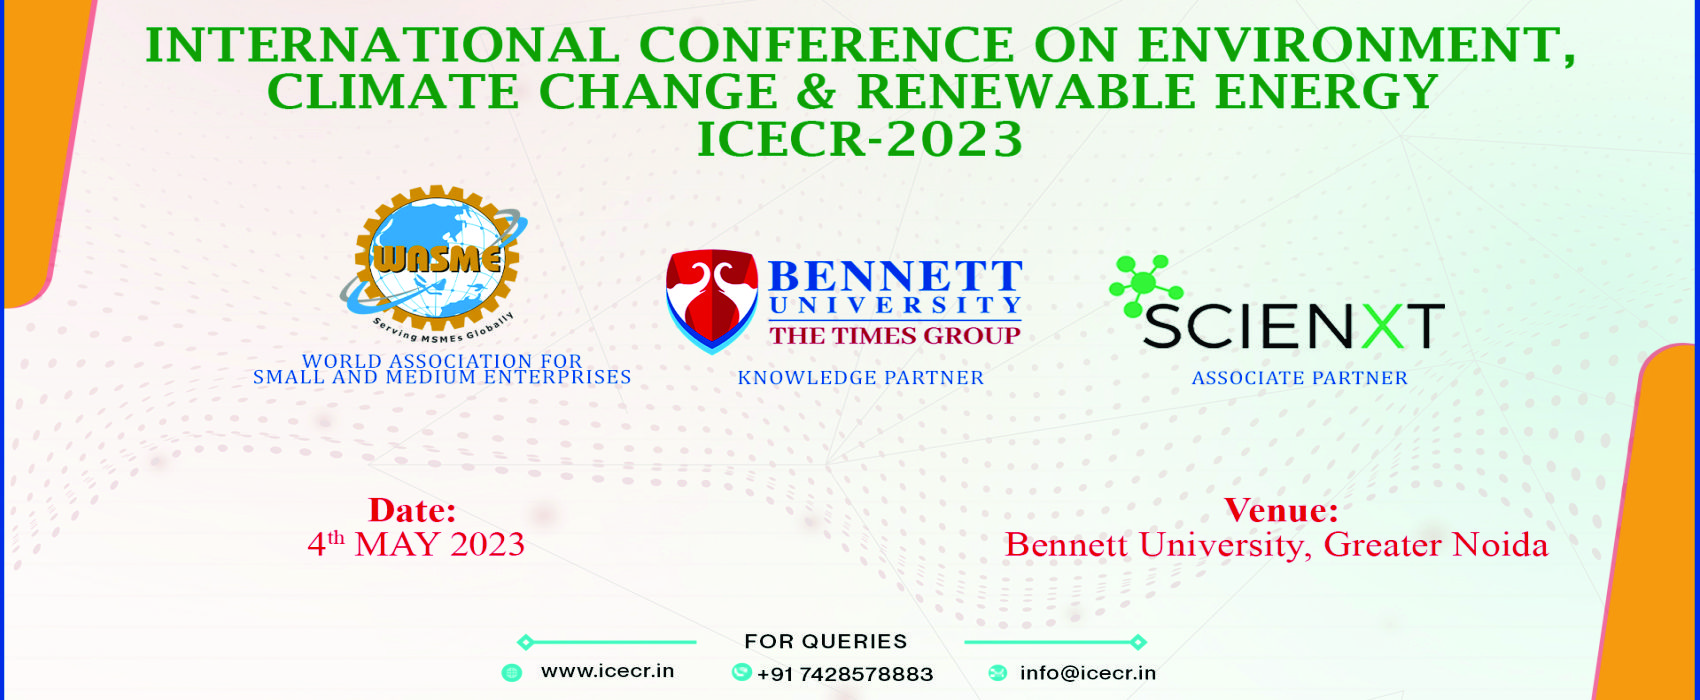 INTERNATIONAL CONFERENCE ON ENVIRONMENT,
CLIMATE CHANGE & RENEWABLE ENERGY
ICECR-2023
WASME
Serving MSMEs Globally
WORLD ASSOCIATION FOR
SMALL AND MEDIUM ENTERPRISES
BENNETT
UNIVERSITY
THE TIMES GROUP
KNOWLEDGE PARTNER
SCIENXT
ASSOCIATE PARTNER
Date:
4th MAY 2023
Venue:
Bennett University, Greater Noida
FOR QUERIES
www.icecr.in
+91 7428578883
info@icecr.in